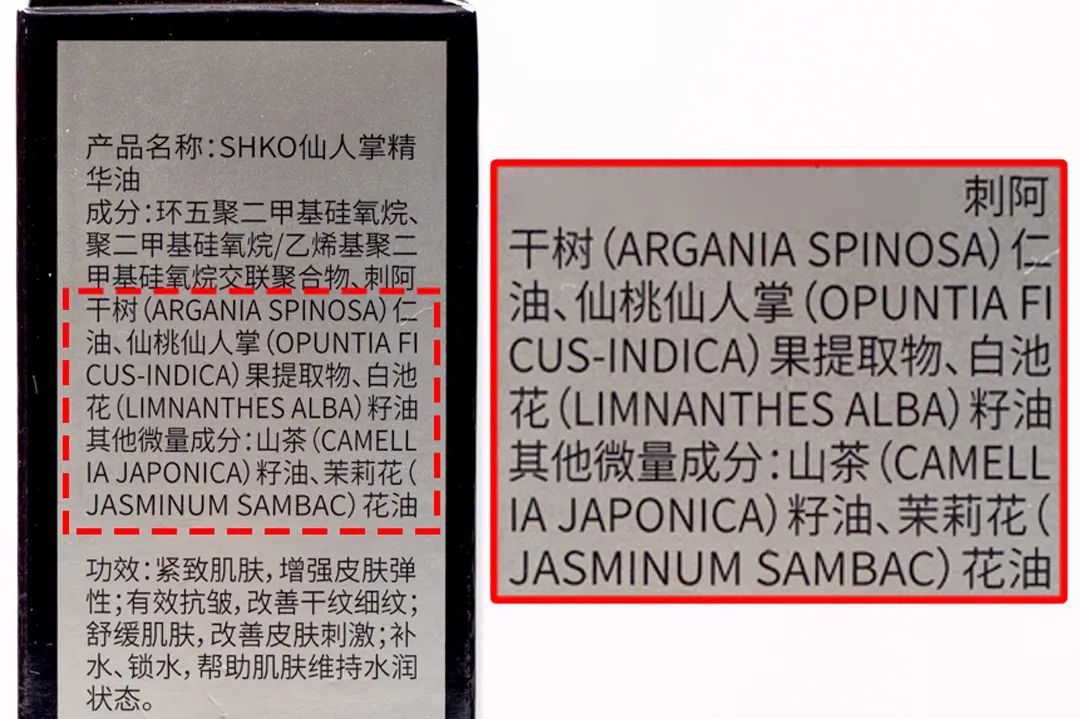 产品名称：SHKO仙人掌精
华油
成分：环五聚二甲基硅氧烷、
聚二甲基硅氧烷/乙烯基聚二
甲基硅氧烷交联聚合物、刺阿
干树（ARGANIA SPINOSA）仁
油、仙桃仙人掌（OPUNTIA FI
CUS-INDICA）果提取物、白池
花（LIMNANTHES ALBA）籽油
其他微量成分：山茶（CAMELL
IA JAPONICA）籽油、茉莉花（
JASMINUM SAMBAC）花油
功效：紧致肌肤，增强皮肤弹
性；有效抗皱，改善干纹细纹；
舒缓肌肤，改善皮肤刺激；补
水、锁水，帮助肌肤维持水润
状态。
刺阿
干树（ARGANIA SPINOSA）仁
油、仙桃仙人掌（OPUNTIA FI
CUS-INDICA）果提取物、白池
花（LIMNANTHES ALBA）籽油
其他微量成分：山茶（CAMELL
IA JAPONICA）籽油、茉莉花（
JASMINUM SAMBAC）花油